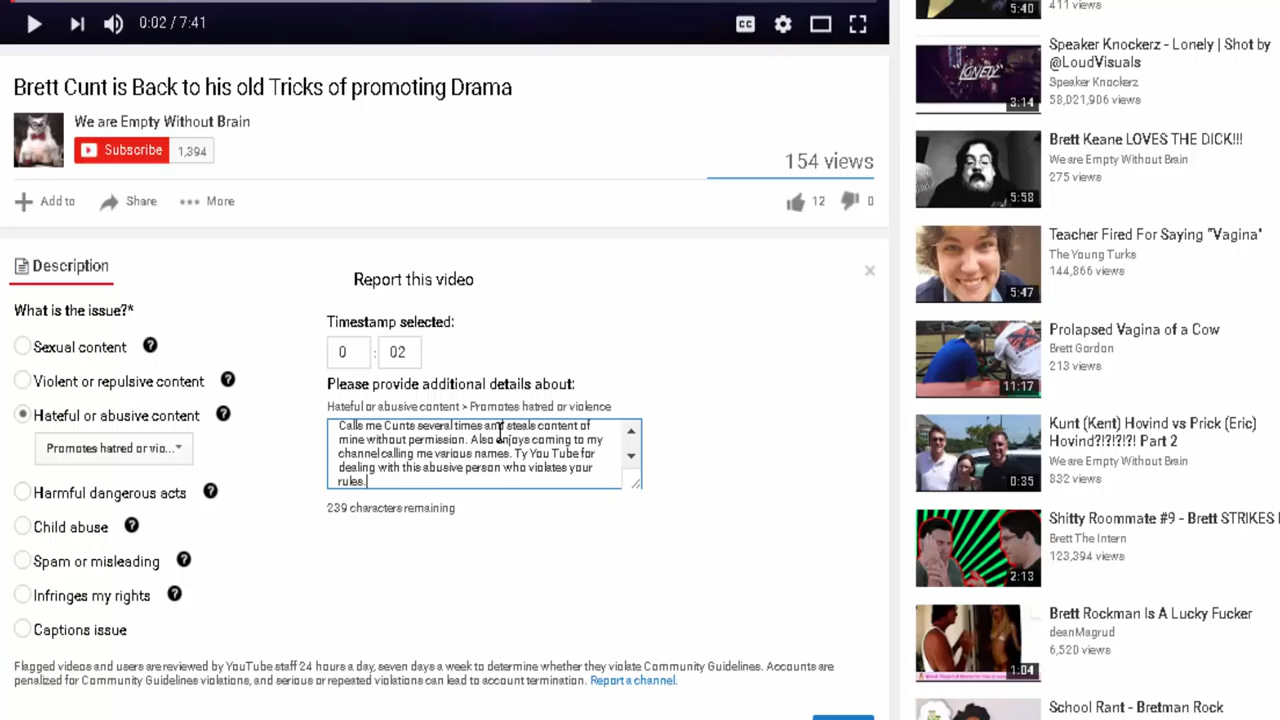 0:02 / 7:41
CC
Brett Cunt is Back to his old Tricks of promoting Drama
We are Empty Without Brain
Subscribe 1,394
154 views
Add to Share More 12 0
Description
Report this video
What is the issue?*
Sexual content ?
Violent or repulsive content ?
Hateful or abusive content ?
Promotes hatred or vio...
Harmful dangerous acts ?
Child abuse ?
Spam or misleading ?
Infringes my rights ?
Captions issue
Timestamp selected:
0 : 02
Please provide additional details about:
Hateful or abusive content > Promotes hatred or violence
Calls me Cunts several times and steals content of
mine without permission. Also enjoys coming to my
channel calling me various names. Ty You Tube for
dealing with this abusive person who violates your
rules.
239 characters remaining
Flagged videos and users are reviewed by YouTube staff 24 hours a day, seven days a week to determine whether they violate Community Guidelines. Accounts are
penalized for Community Guidelines violations, and serious or repeated violations can lead to account termination. Report a channel.
5:40
411 views
LONELY
3:14
Speaker Knockerz - Lonely | Shot by
@LoudVisuals
Speaker Knockerz
58,021,906 views
5:58
Brett Keane LOVES THE DICK!!!
We are Empty Without Brain
275 views
5:47
Teacher Fired For Saying "Vagina"
The Young Turks
144,866 views
11:17
Prolapsed Vagina of a Cow
Brett Gordon
213 views
0:35
Kunt (Kent) Hovind vs Prick (Eric)
Hovind?!?!?!?! Part 2
We are Empty Without Brain
832 views
2:13
Shitty Roommate #9 - Brett STRIKES
Brett The Intern
123,394 views
1:04
Brett Rockman Is A Lucky Fucker
deanMagrud
6,520 views
School Rant - Bretman Rock